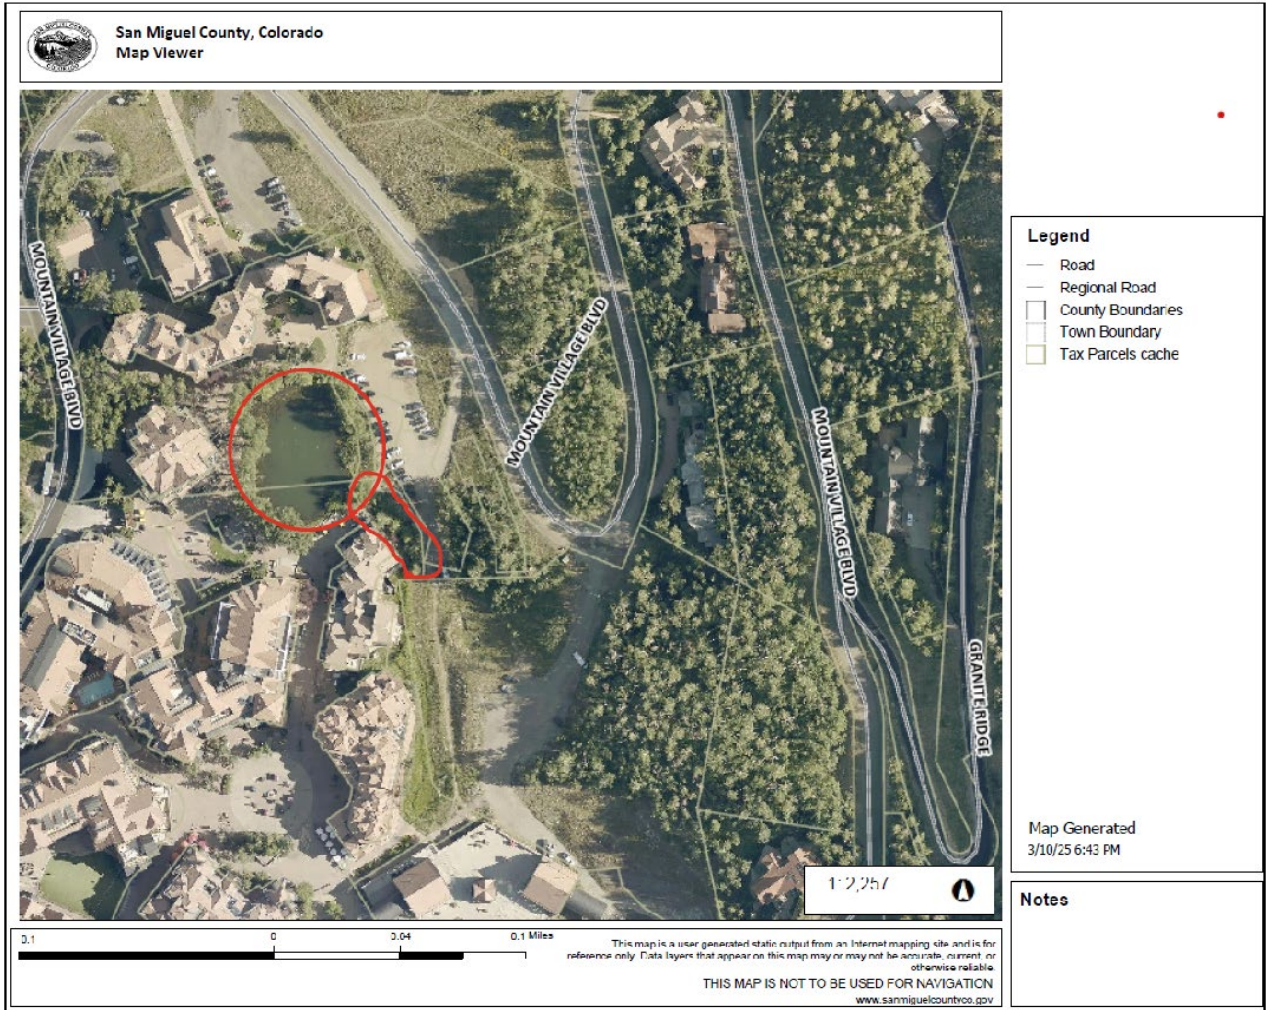 San Miguel County, Colorado
Map Viewer
MOUNTAIN VILLAGE BLVD
MOUNTAIN VILLAGE BLVD
MOUNTAIN VILLAGE BLVD
GRANITE RIDGE
Legend
Road
Regional Road
County Boundaries
Town Boundary
Tax Parcels cache
Map Generated
3/10/25 6:43 PM
1:2,257
Notes
0.1
0
0.04
0.1 Miles
This map is a user generated static output from an Internet mapping site and is for
reference only. Data layers that appear on this map may or may not be accurate, current, or
otherwise reliable.
THIS MAP IS NOT TO BE USED FOR NAVIGATION
www.sanmiguelcountyco.gov